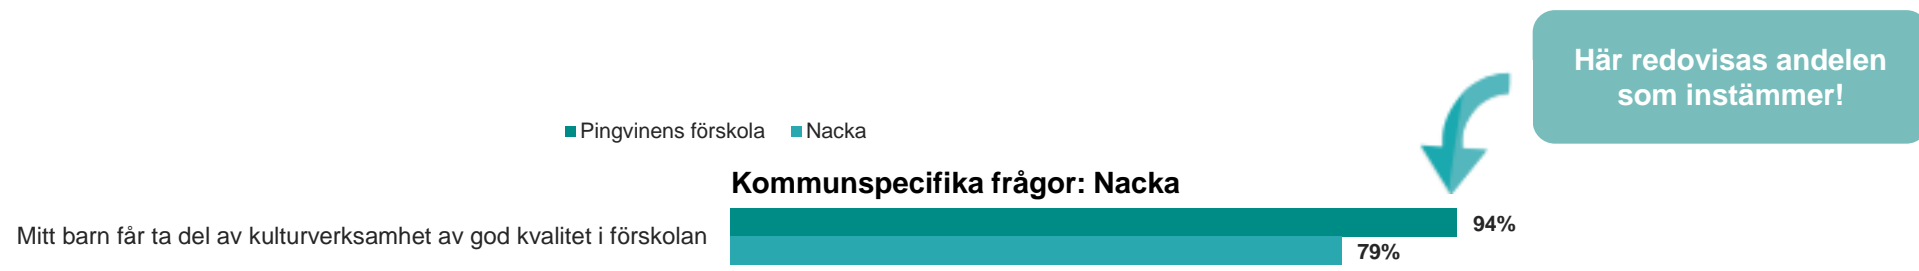 Här redovisas andelen
som instämmer!
Pingvinens förskola Nacka
Kommunspecifika frågor: Nacka
Mitt barn får ta del av kulturverksamhet av god kvalitet i förskolan
94%
79%